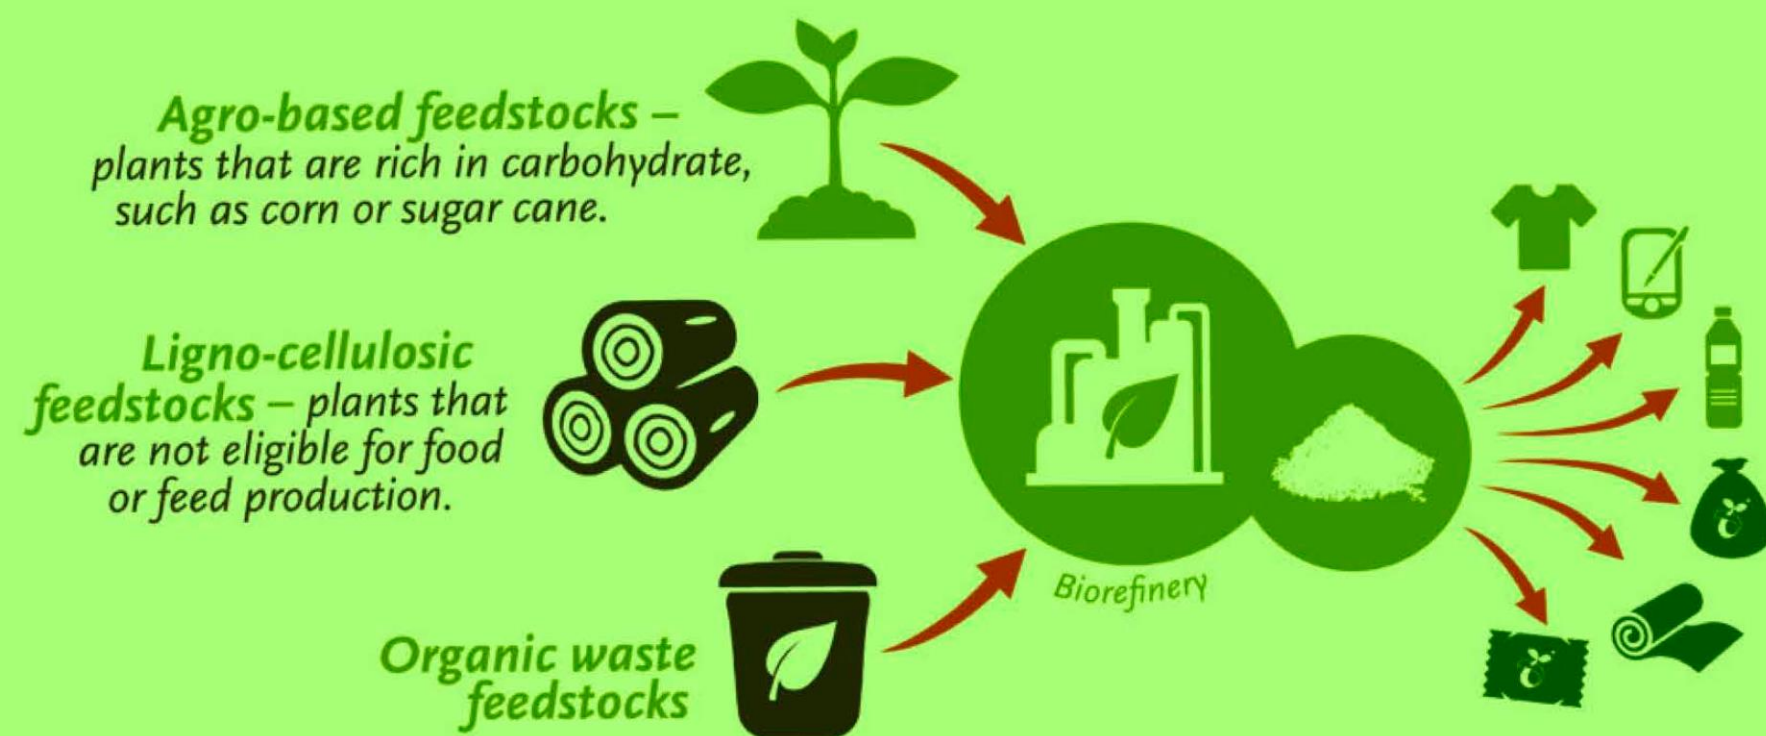 Agro-based feedstocks –
plants that are rich in carbohydrate,
such as corn or sugar cane.
Ligno-cellulosic
feedstocks – plants that
are not eligible for food
or feed production.
Organic waste
feedstocks
Biorefinery